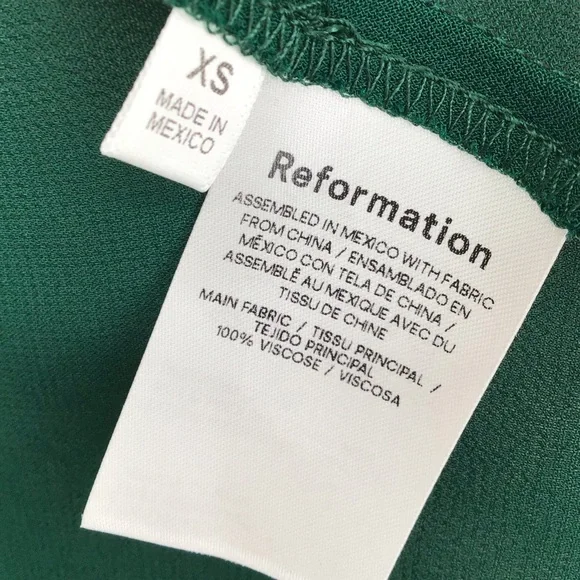 XS
MADE IN
MEXICO
Reformation
ASSEMBLED IN MEXICO WITH FABRIC
FROM CHINA / ENSAMBLADO EN
MÉXICO CON TELA DE CHINA /
ASSEMBLÉ AU MEXIQUE AVEC DU
TISSU DE CHINE
MAIN FABRIC / TISSU PRINCIPAL /
TEJIDO PRINCIPAL
100% VISCOSE / VISCOSA